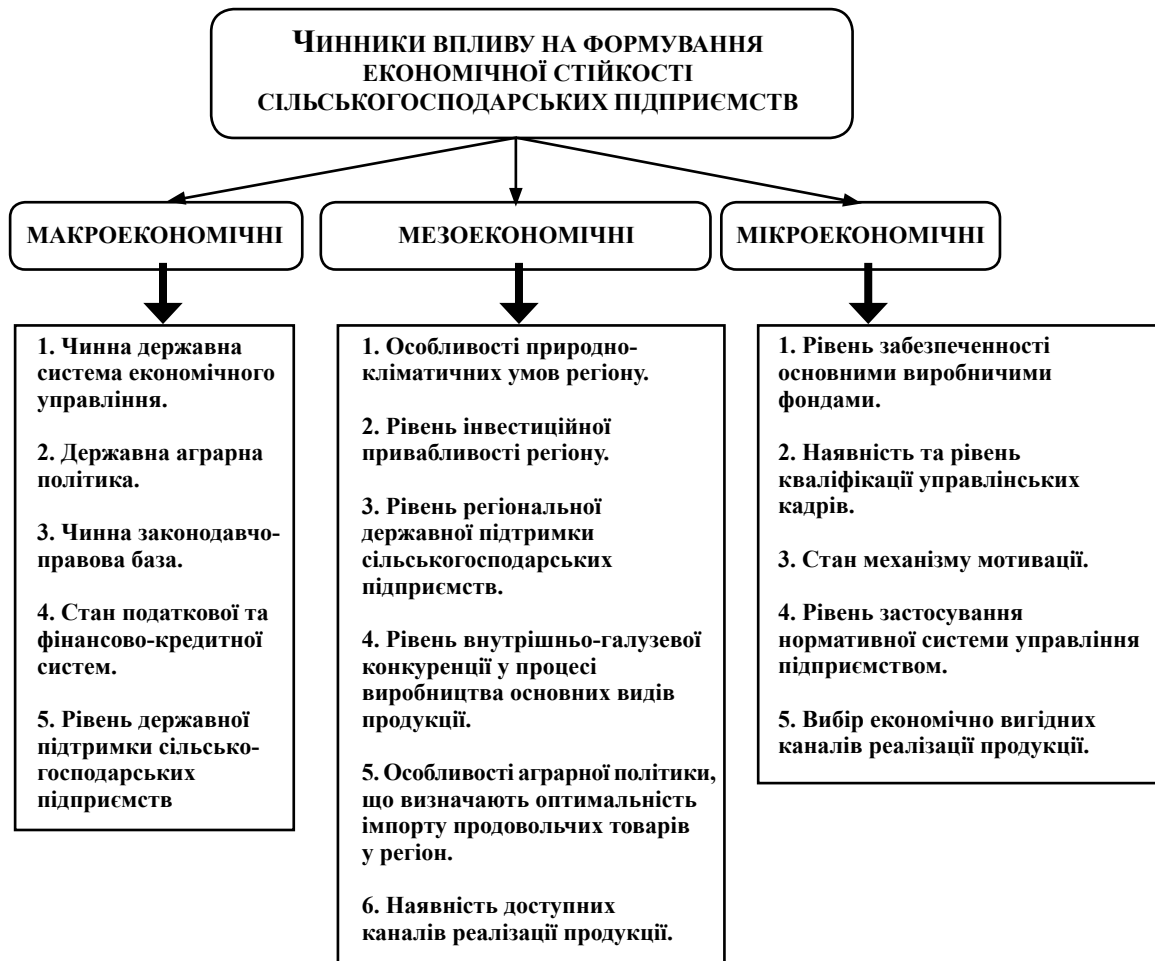 ЧИННИКИ ВПЛИВУ НА ФОРМУВАННЯ
ЕКОНОМІЧНОЇ СТІЙКОСТІ
СІЛЬСЬКОГОСПОДАРСЬКИХ ПІДПРИЄМСТВ
МАКРОЕКОНОМІЧНІ
МЕЗОЕКОНОМІЧНІ
МІКРОЕКОНОМІЧНІ
1. Чинна державна
система економічного
управління.
2. Державна аграрна
політика.
3. Чинна законодавчо-
правова база.
4. Стан податкової та
фінансово-кредитної
систем.
5. Рівень державної
підтримки сільсько-
господарських
підприємств
1. Особливості природно-
кліматичних умов регіону.
2. Рівень інвестиційної
привабливості регіону.
3. Рівень регіональної
державної підтримки
сільськогосподарських
підприємств.
4. Рівень внутрішньо-галузевої
конкуренції у процесі
виробництва основних видів
продукції.
5. Особливості аграрної політики,
що визначають оптимальність
імпорту продовольчих товарів
у регіон.
6. Наявність доступних
каналів реалізації продукції.
1. Рівень забезпеченності
основними виробничими
фондами.
2. Наявність та рівень
кваліфікації управлінських
кадрів.
3. Стан механізму мотивації.
4. Рівень застосування
нормативної системи управління
підприємством.
5. Вибір економічно вигідних
каналів реалізації продукції.